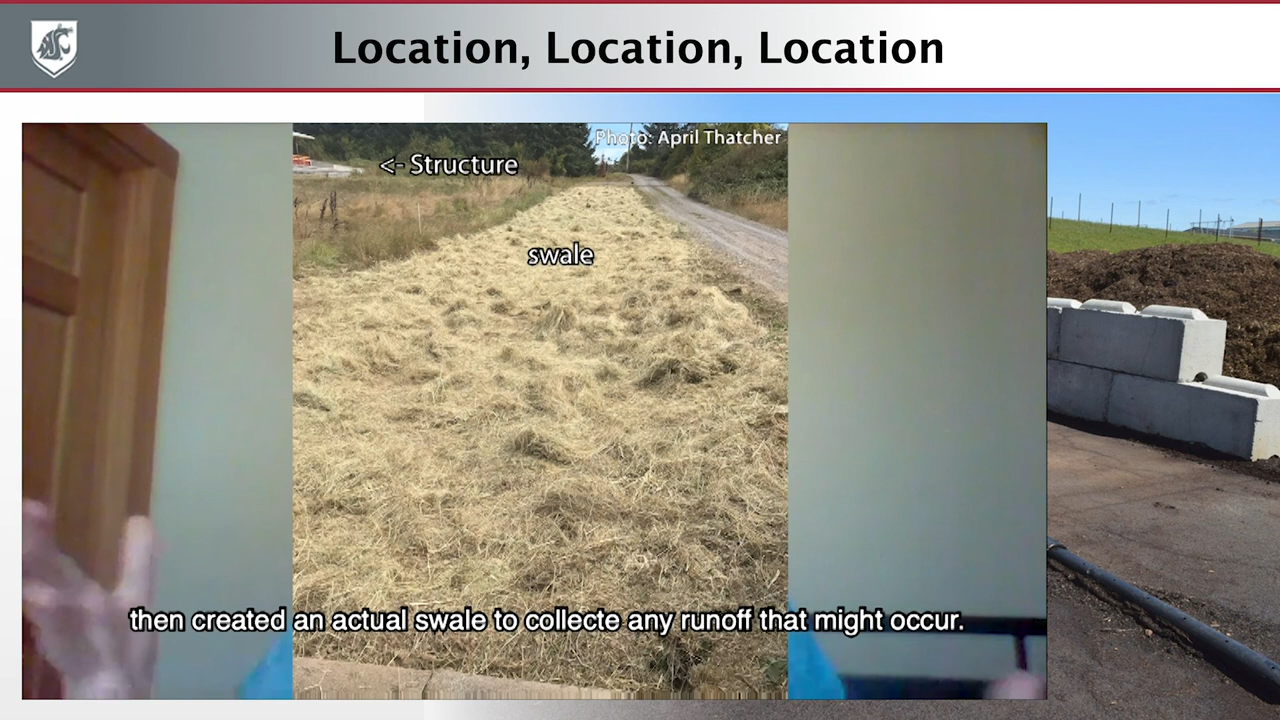 Location, Location, Location
Photo: April Thatcher
<- Structure
swale
then created an actual swale to collecte any runoff that might occur.